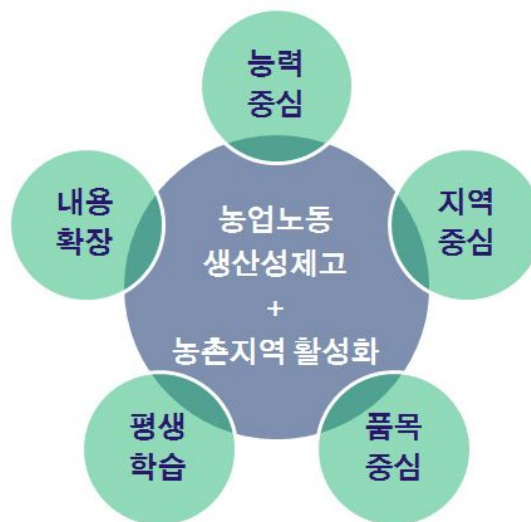 능력
중심
내용
확장
지역
중심
농업노동
생산성제고
+
농촌지역 활성화
평생
학습
품목
중심